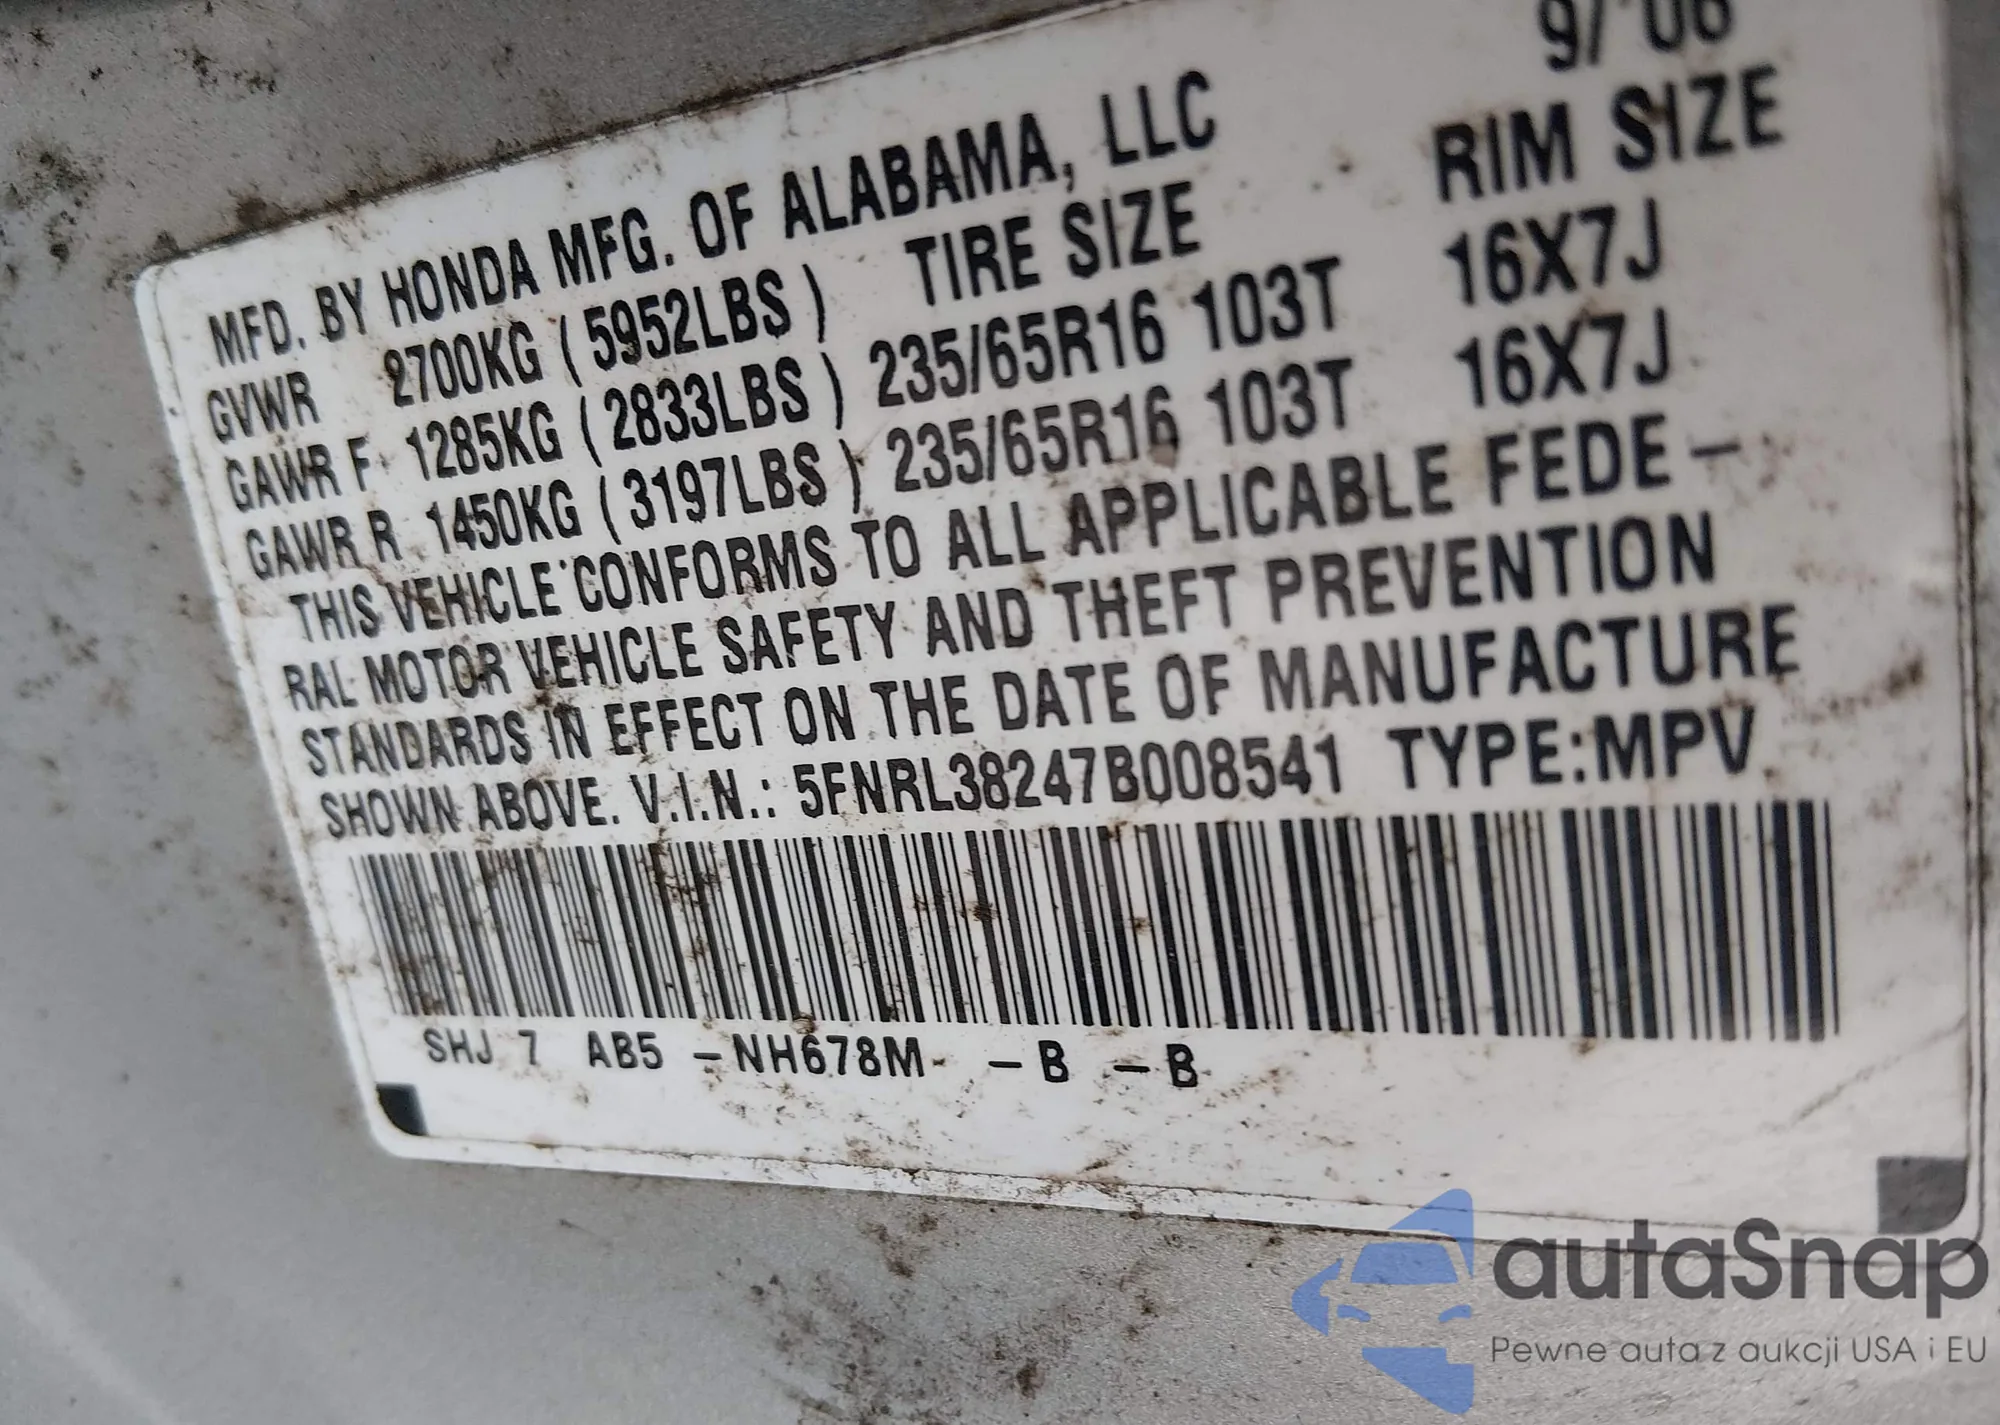 9/ 06
MFD. BY HONDA MFG. OF ALABAMA, LLC
GVWR 2700KG ( 5952LBS ) TIRE SIZE RIM SIZE
GAWR F 1285KG ( 2833LBS ) 235/65R16 103T 16X7J
GAWR R 1450KG ( 3197LBS ) 235/65R16 103T 16X7J
THIS VEHICLE CONFORMS TO ALL APPLICABLE FEDE-
RAL MOTOR VEHICLE SAFETY AND THEFT PREVENTION
STANDARDS IN EFFECT ON THE DATE OF MANUFACTURE
SHOWN ABOVE. V.I.N.: 5FNRL38247B008541 TYPE:MPV
SHJ 7 AB5 -NH678M- -B -B
autaSnap
Pewne auta z aukcji USA i EU